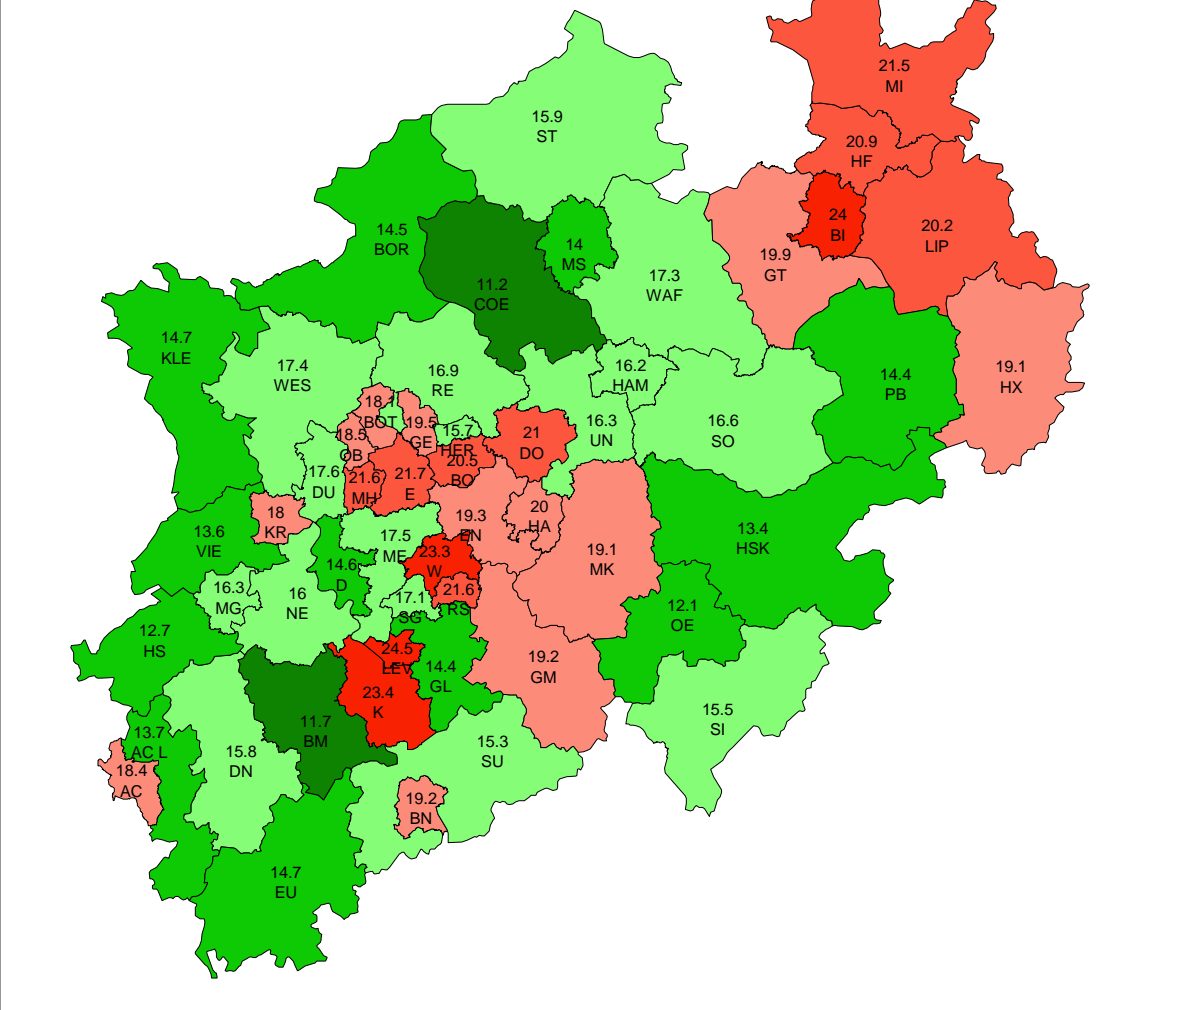 21.5
MI
15.9
ST
20.9
HF
24
BI
20.2
LIP
14.5
BOR
14
MS
19.9
GT
17.3
WAF
11.2
COE
14.7
KLE
17.4
WES
16.9
RE
16.2
HAM
14.4
PB
19.1
HX
18.1
BOT
19.5
GE
15.7
HER
16.3
UN
16.6
SO
21
DO
18.5
OB
20.5
BO
17.6
DU
21.6
MH
21.7
E
18
KR
19.3
EN
20
HA
13.6
VIE
17.5
ME
13.4
HSK
23.3
W
19.1
MK
14.6
D
16.3
MG
16
NE
17.1
SG
21.6
RS
12.1
OE
12.7
HS
24.5
LEV
14.4
GL
19.2
GM
23.4
K
15.5
SI
11.7
BM
13.7
AC L
15.8
DN
15.3
SU
18.4
AC
19.2
BN
14.7
EU